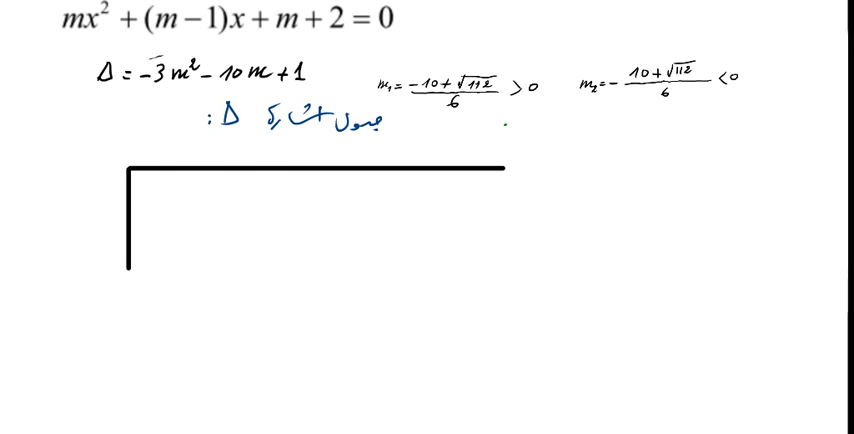 mx² + (m − 1)x + m + 2 = 0
Δ = −3m² − 10m + 1
m₁ = (−10 + √112)/6 > 0
m₂ = −(10 + √112)/6 < 0
جدول اشارة Δ :